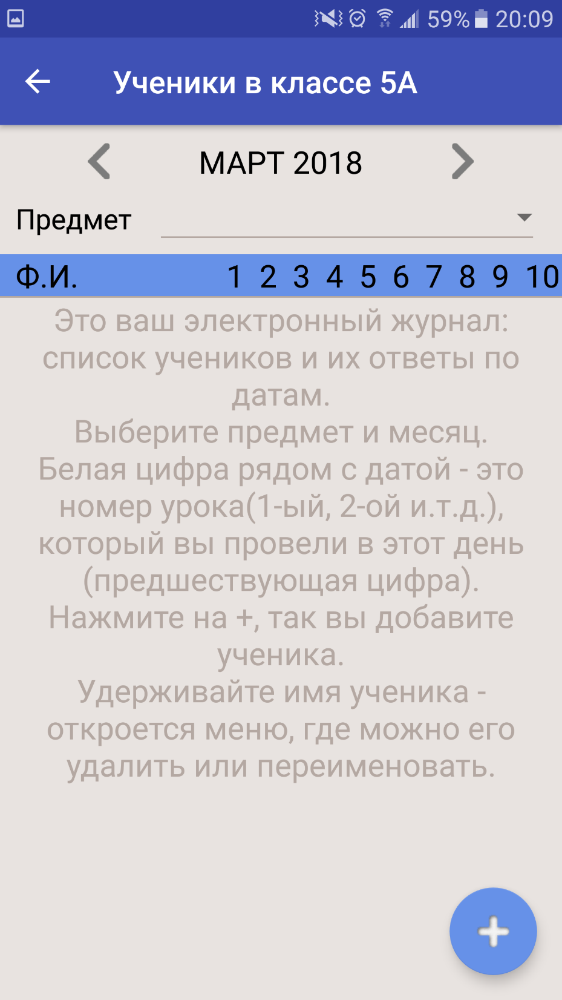 59% 20:09
Ученики в классе 5А
МАРТ 2018
Предмет
Ф.И. 1 2 3 4 5 6 7 8 9 10
Это ваш электронный журнал:
список учеников и их ответы по
датам.
Выберите предмет и месяц.
Белая цифра рядом с датой - это
номер урока(1-ый, 2-ой и.т.д.),
который вы провели в этот день
(предшествующая цифра).
Нажмите на +, так вы добавите
ученика.
Удерживайте имя ученика -
откроется меню, где можно его
удалить или переименовать.